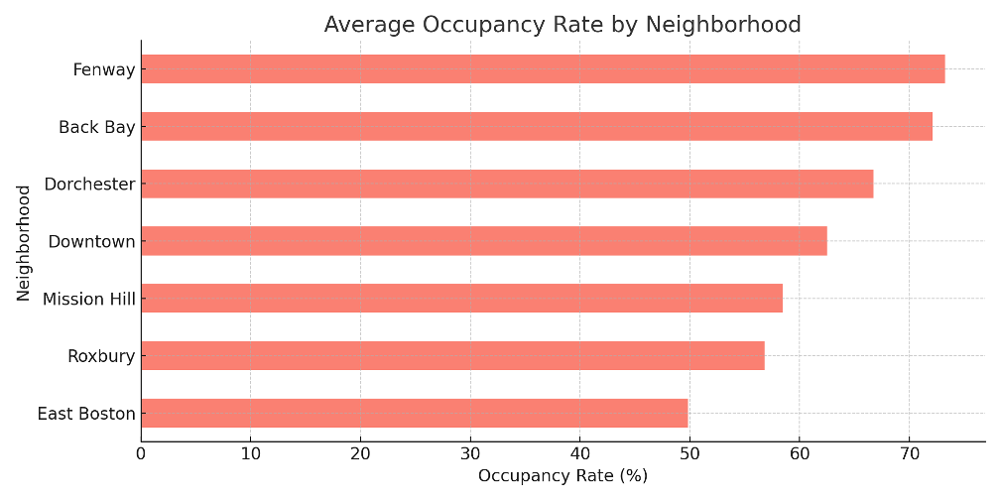 Average Occupancy Rate by Neighborhood
Neighborhood
Fenway
Back Bay
Dorchester
Downtown
Mission Hill
Roxbury
East Boston
0 10 20 30 40 50 60 70
Occupancy Rate (%)